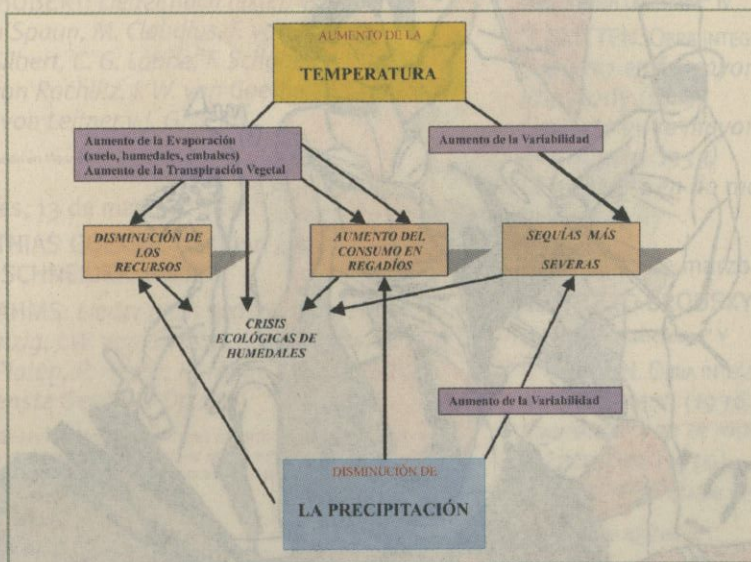 AUMENTO DE LA
TEMPERATURA
Aumento de la Evaporación
(suelo, humedales, embalses)
Aumento de la Transpiración Vegetal
Aumento de la Variabilidad
DISMINUCIÓN DE
LOS
RECURSOS
AUMENTO DEL
CONSUMO EN
REGADÍOS
SEQUÍAS MÁS
SEVERAS
CRISIS
ECOLÓGICAS DE
HUMEDALES
Aumento de la Variabilidad
DISMINUCIÓN DE
LA PRECIPITACIÓN